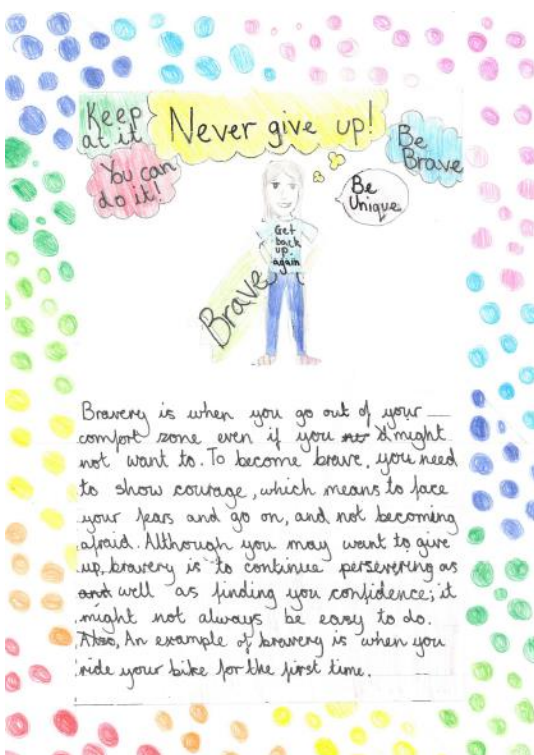 Keep
at it
Never give up!
You can
do it!
Be
Brave
Be
Unique
Get
back
up
again
Brave
Bravery is when you go out of your
comfort zone even if you might
not want to. To become brave, you need
to show courage, which means to face
your fears and go on, and not becoming
afraid. Although you may want to give
up, bravery is to continue persevering as
and well as finding you confidence; it
might not always be easy to do.
Also, An example of bravery is when you
ride your bike for the first time.